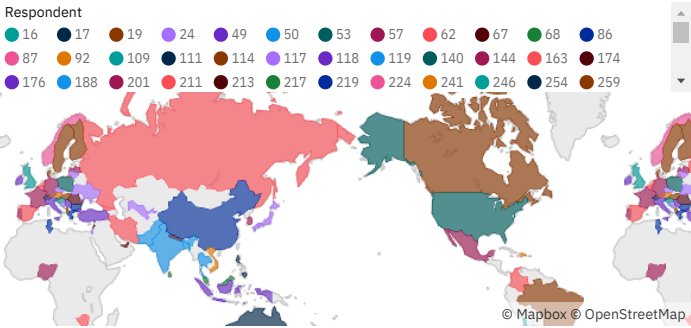 Respondent
16 17 19 24 49 50 53 57 62 67 68 86
87 92 109 111 114 117 118 119 140 144 163 174
176 188 201 211 213 217 219 224 241 246 254 259
© Mapbox © OpenStreetMap